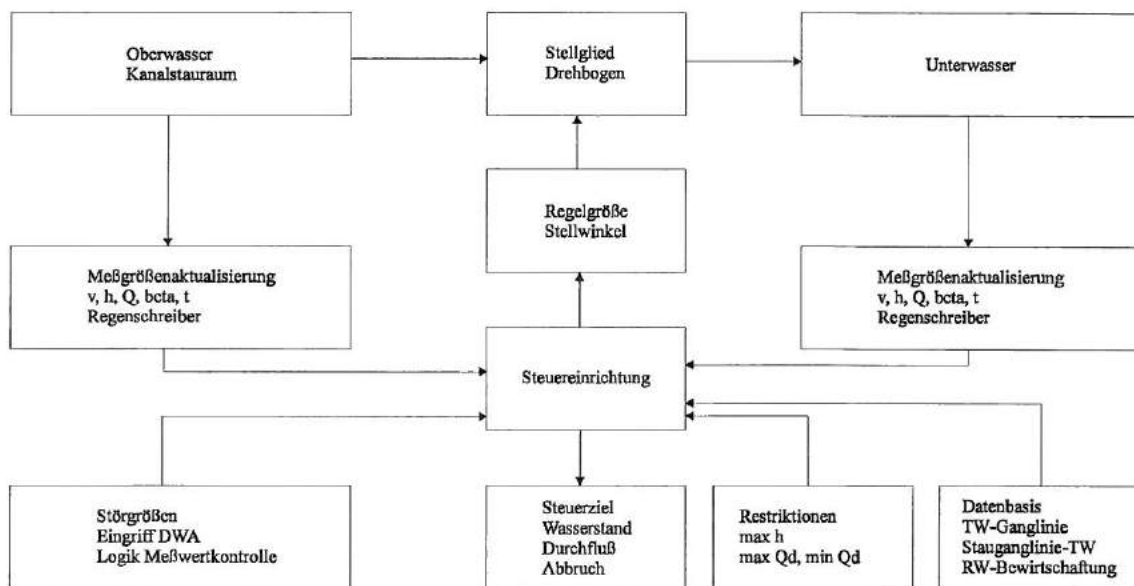 Oberwasser
Kanalstauraum
Stellglied
Drehbogen
Unterwasser
Regelgröße
Stellwinkel
Meßgrößenaktualisierung
v, h, Q, beta, t
Regenschreiber
Meßgrößenaktualisierung
v, h, Q, beta, t
Regenschreiber
Steuereinrichtung
Störgrößen
Eingriff DWA
Logik Meßwertkontrolle
Steuerziel
Wasserstand
Durchfluß
Abbruch
Restriktionen
max h
max Qd, min Qd
Datenbasis
TW-Ganglinie
Stauganglinie-TW
RW-Bewirtschaftung